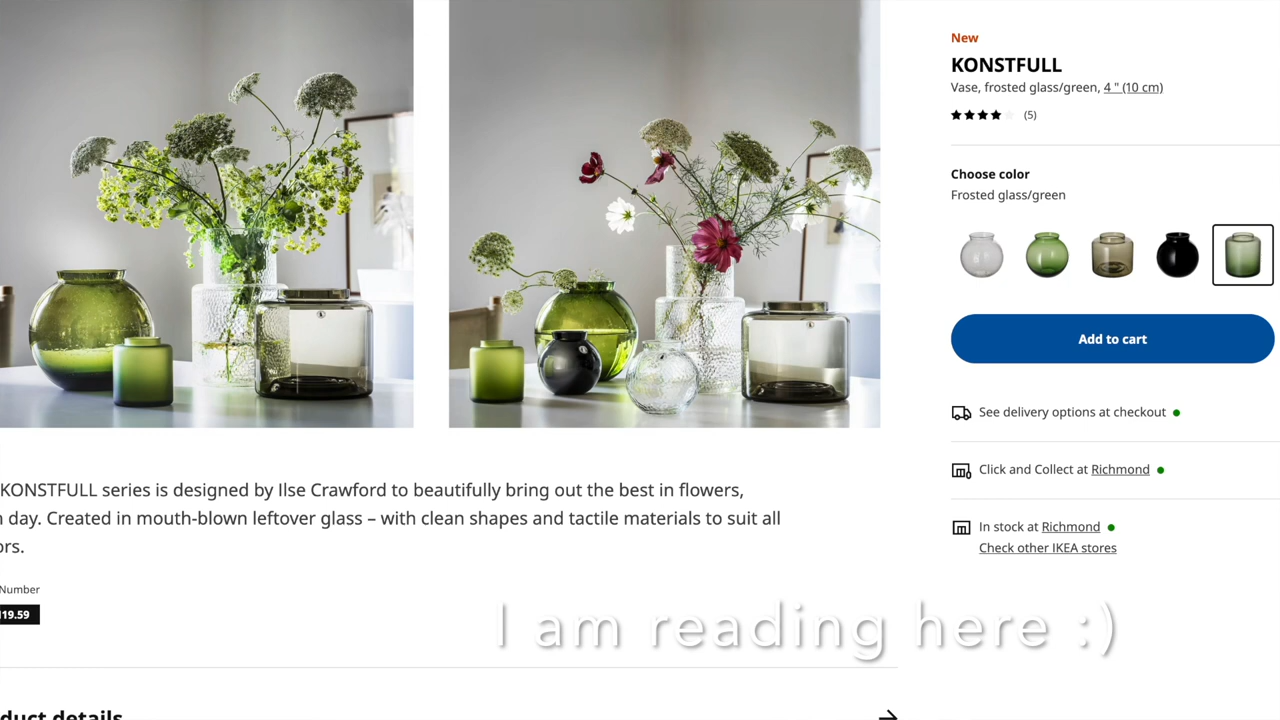 New
KONSTFULL
Vase, frosted glass/green, 4 " (10 cm)
(5)
Choose color
Frosted glass/green
Add to cart
See delivery options at checkout
Click and Collect at Richmond
In stock at Richmond
Check other IKEA stores
KONSTFULL series is designed by Ilse Crawford to beautifully bring out the best in flowers,
day. Created in mouth-blown leftover glass – with clean shapes and tactile materials to suit all
Number
19.59
I am reading here :)
details